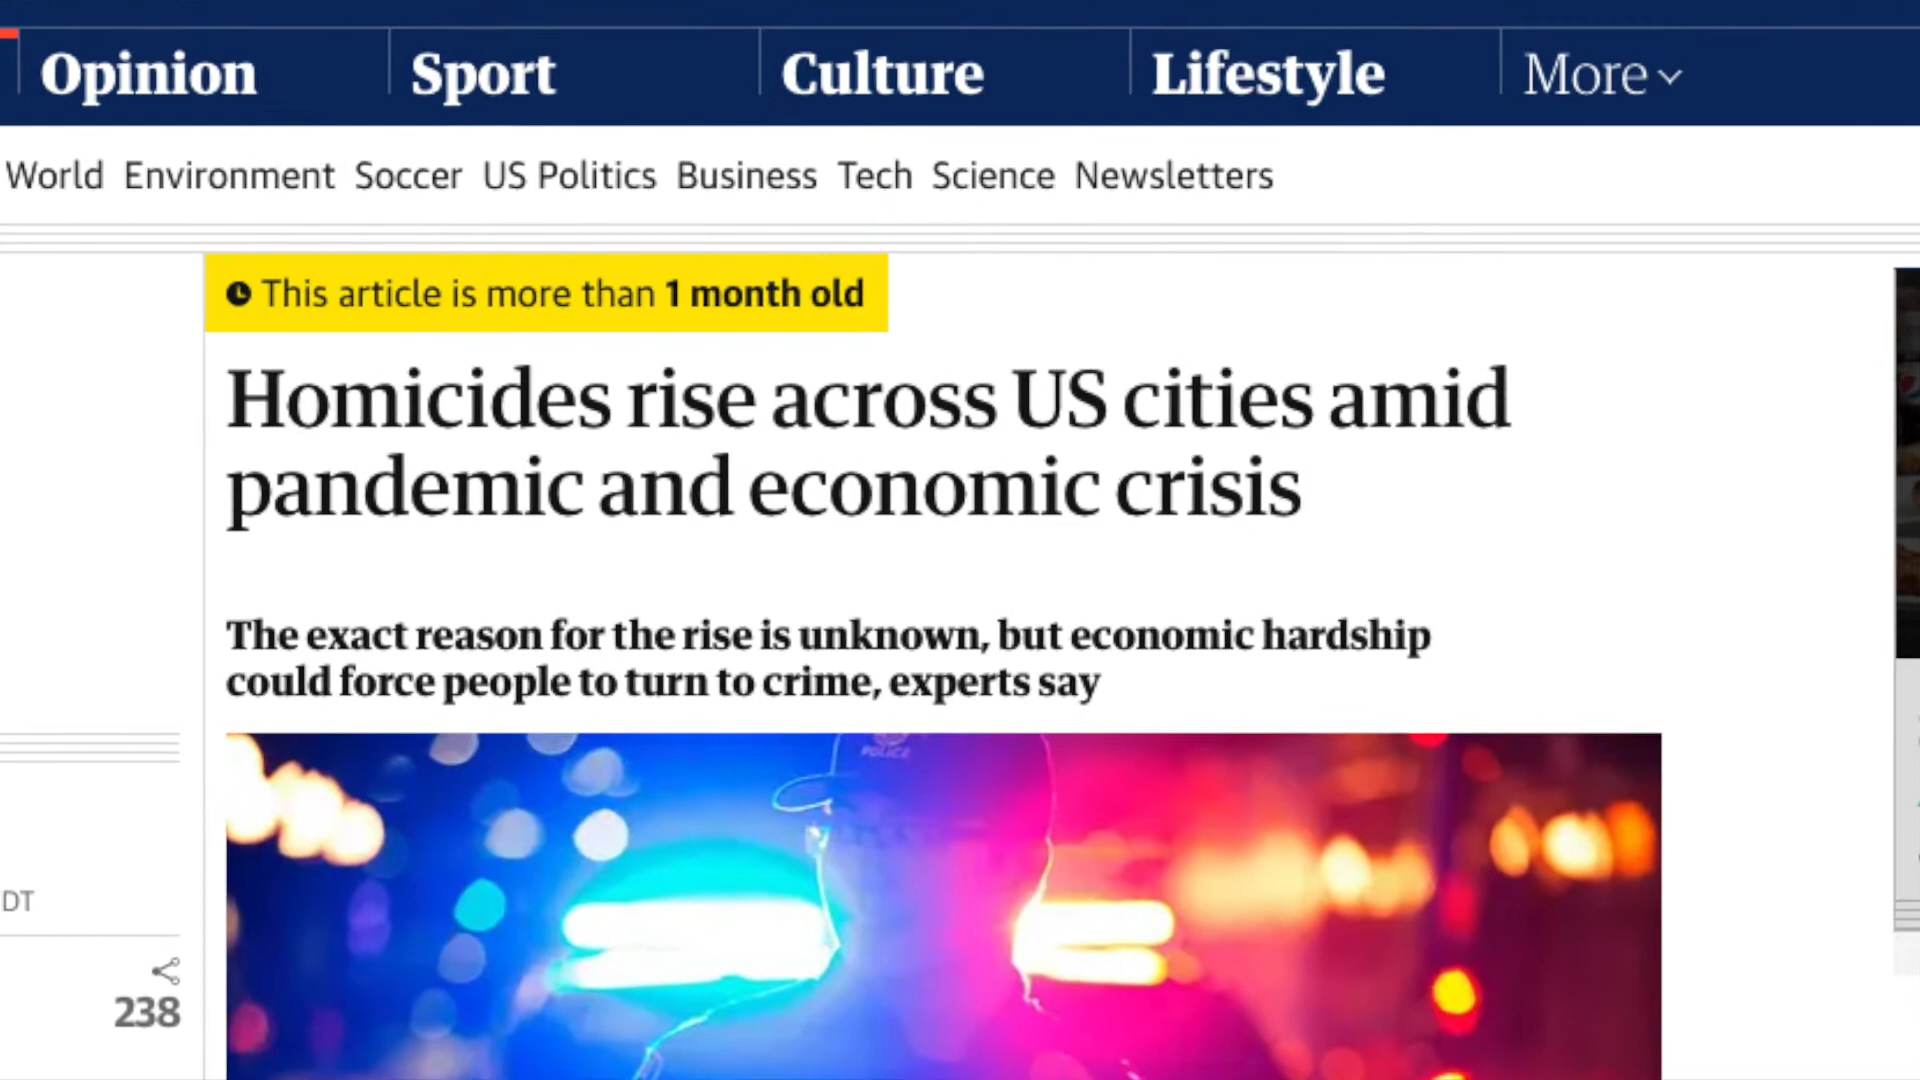 Opinion Sport Culture Lifestyle More
World Environment Soccer US Politics Business Tech Science Newsletters
This article is more than 1 month old
Homicides rise across US cities amid
pandemic and economic crisis
The exact reason for the rise is unknown, but economic hardship
could force people to turn to crime, experts say
POLICE
DT
238